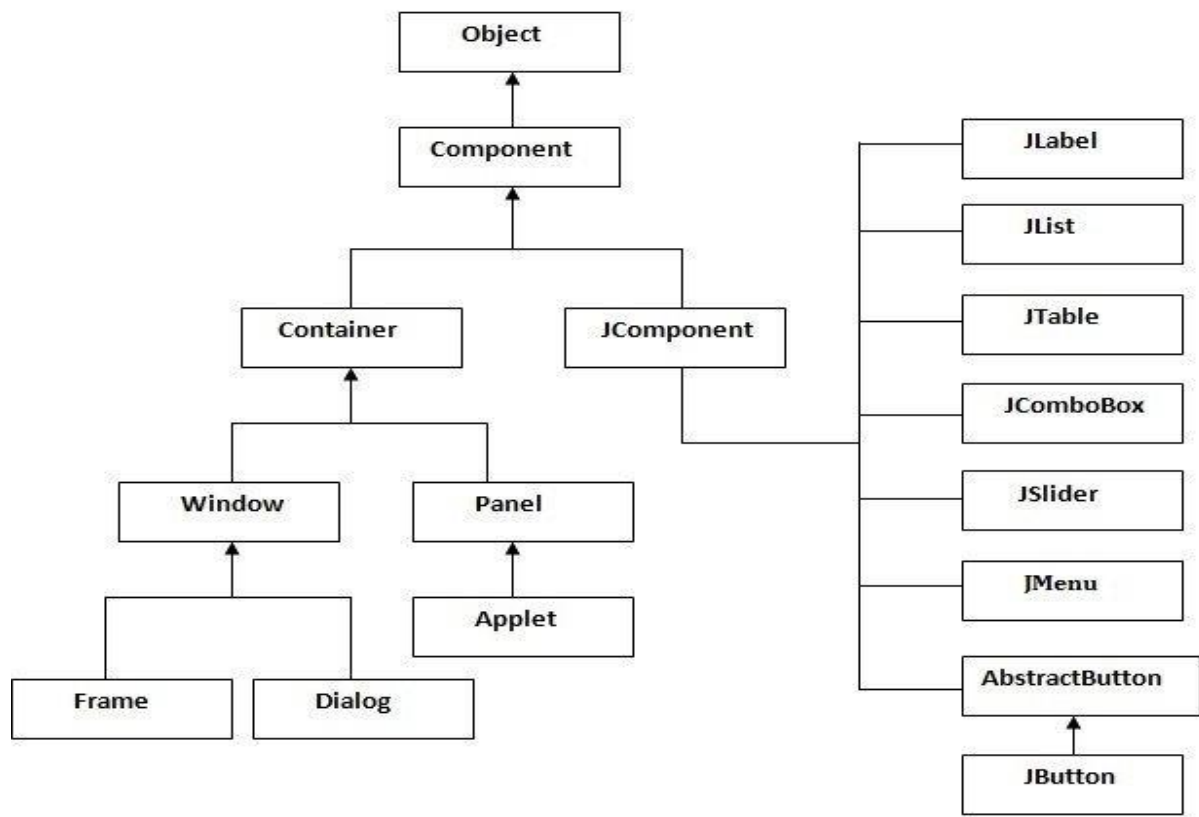 Object
Component
Container
JComponent
Window
Panel
Applet
Frame
Dialog
JLabel
JList
JTable
JComboBox
JSlider
JMenu
AbstractButton
JButton